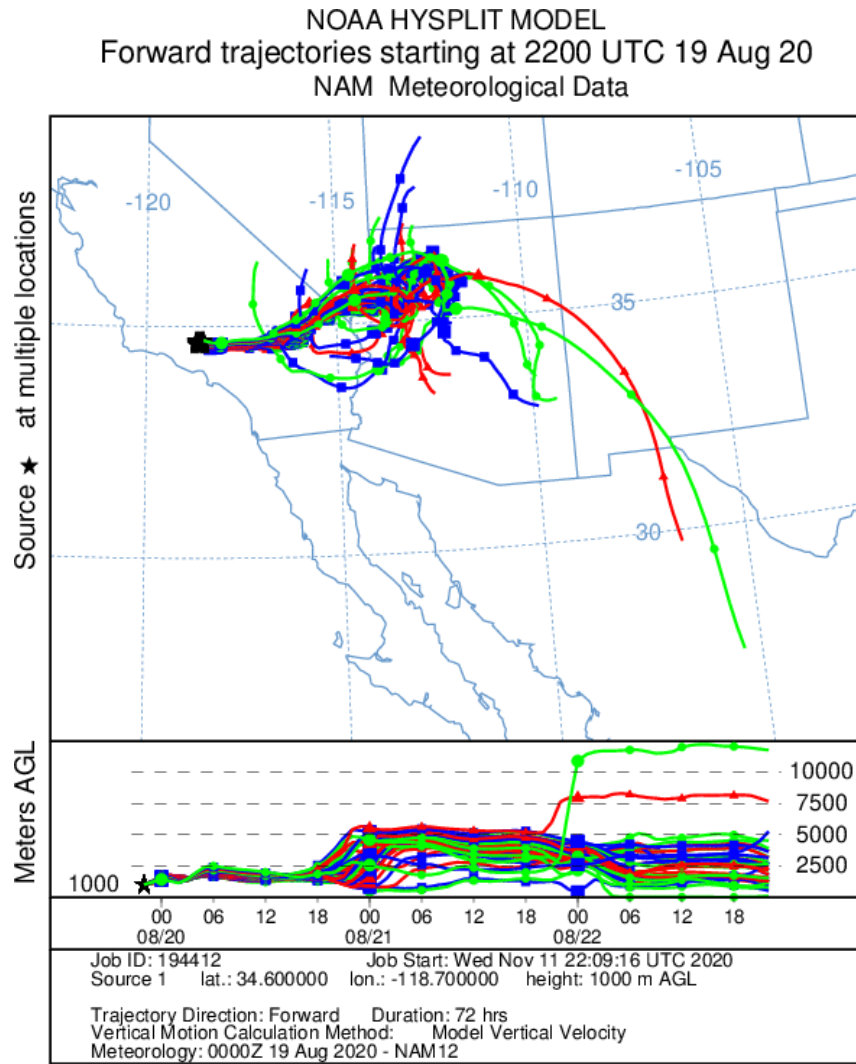 NOAA HYSPLIT MODEL
Forward trajectories starting at 2200 UTC 19 Aug 20
NAM Meteorological Data
Source ★ at multiple locations
-120
-115
-110
-105
35
30
Meters AGL
10000
7500
5000
2500
1000
00 06 12 18 00 06 12 18 00 06 12 18
08/20 08/21 08/22
Job ID: 194412 Job Start: Wed Nov 11 22:09:16 UTC 2020
Source 1 lat.: 34.600000 lon.: -118.700000 height: 1000 m AGL
Trajectory Direction: Forward Duration: 72 hrs
Vertical Motion Calculation Method: Model Vertical Velocity
Meteorology: 0000Z 19 Aug 2020 - NAM12